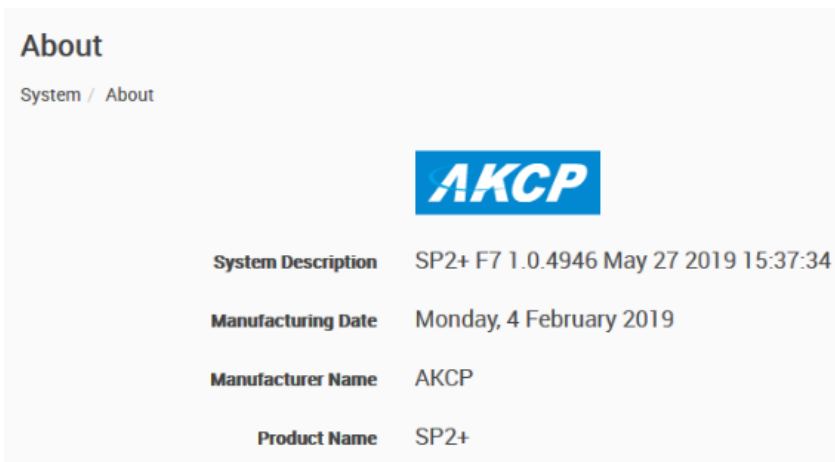 About
System / About
AKCP
System Description SP2+ F7 1.0.4946 May 27 2019 15:37:34
Manufacturing Date Monday, 4 February 2019
Manufacturer Name AKCP
Product Name SP2+